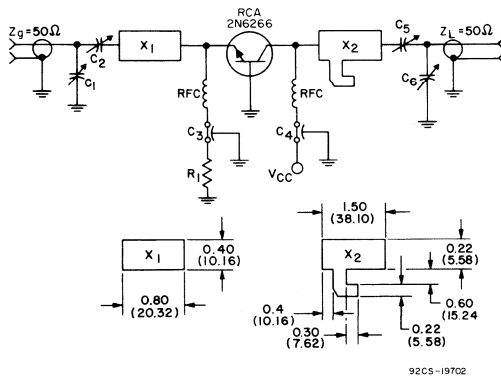 RCA
2N6266
Zg=50Ω
C2
X1
C1
RFC
C3
R1
RFC
C4
VCC
X2
C5
ZL=50Ω
C6
X1
0.40
(10.16)
0.80
(20.32)
1.50
(38.10)
X2
0.22
(5.58)
0.4
(10.16)
0.30
(7.62)
0.60
(15.24
0.22
(5.58)
92CS-19702